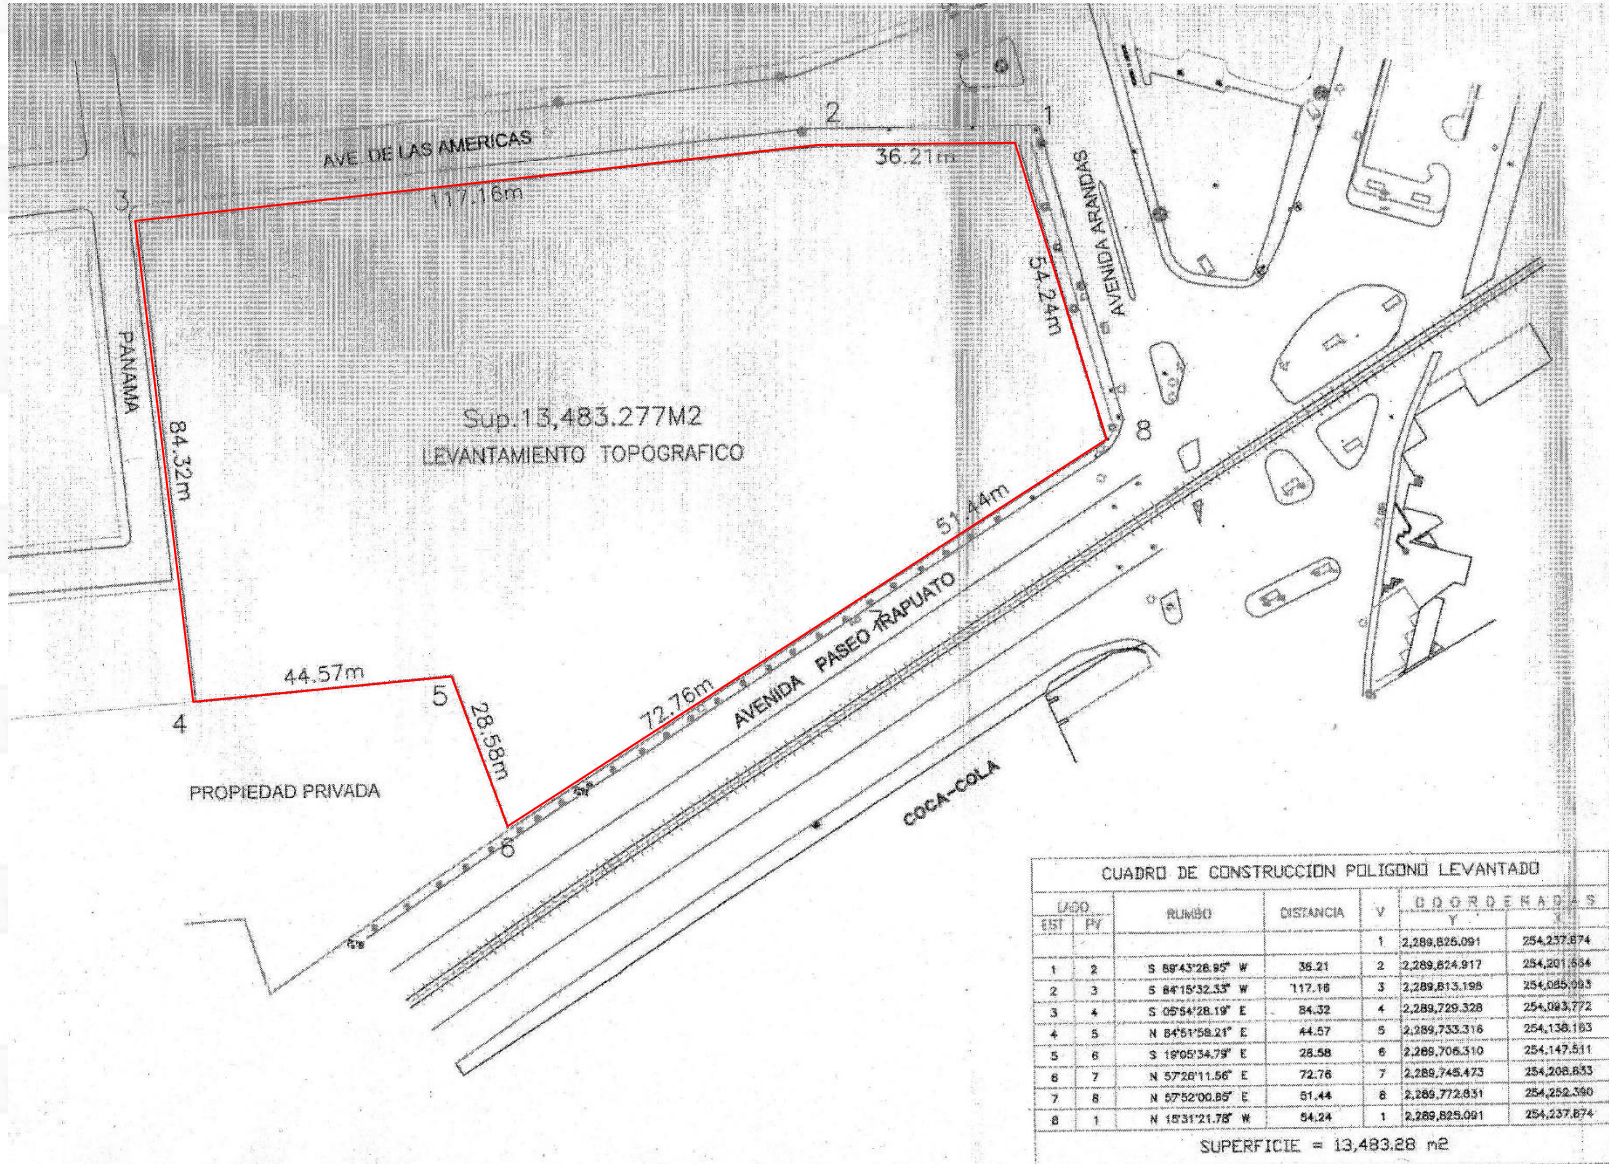 2
1
AVE. DE LAS AMERICAS
36.21m
3
117.16m
AVENIDA ARANDAS
54.24m
PANAMA
84.32m
Sup.13,483.277M2
LEVANTAMIENTO TOPOGRAFICO
8
51.44m
7
AVENIDA PASEO IRAPUATO
44.57m
5
4
72.76m
28.58m
PROPIEDAD PRIVADA
6
COCA-COLA
CUADRO DE CONSTRUCCION POLIGONO LEVANTADO
LADO RUMBO DISTANCIA V COORDENADAS
EST PV Y X
1 2,289,825.091 254,237.874
1 2 S 89°43'28.95" W 36.21 2 2,289,824.917 254,201.664
2 3 S 84°15'32.33" W 117.16 3 2,289,813.198 254,085.093
3 4 S 05°54'28.19" E 84.32 4 2,289,729.328 254,093.772
4 5 N 84°51'58.21" E 44.57 5 2,289,733.316 254,138.163
5 6 S 19°05'34.79" E 28.58 6 2,289,706.310 254,147.511
6 7 N 57°26'11.56" E 72.76 7 2,289,745.473 254,208.833
7 8 N 57°52'00.85" E 51.44 8 2,289,772.831 254,252.390
8 1 N 15°31'21.78" W 54.24 1 2,289,825.091 254,237.874
SUPERFICIE = 13,483.28 m2